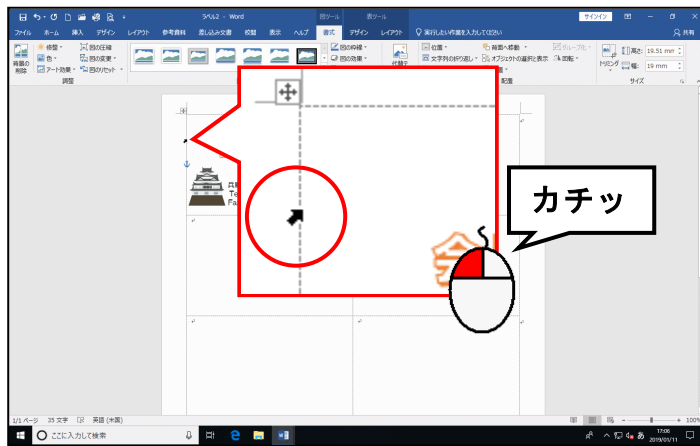 ラベル2 - Word
図ツール 表ツール
サインイン
ファイル ホーム 挿入 デザイン レイアウト 参考資料 差し込み文書 校閲 表示 ヘルプ 書式 デザイン レイアウト 実行したい作業を入力してください 共有
背景の
削除
修整
色
アート効果
図の圧縮
図の変更
図のリセット
調整
図の枠線
図の効果
代替テ
位置
文字列の折り返し
前面へ移動
オブジェクトの選択と表示
グループ化
回転
配置
トリミング
高さ: 19.51 mm
幅: 19 mm
サイズ
カチッ
兵
Te
Fa
1/1 ページ 35 文字 英語 (米国)
100%
ここに入力して検索
あ
17:06
2019/01/11